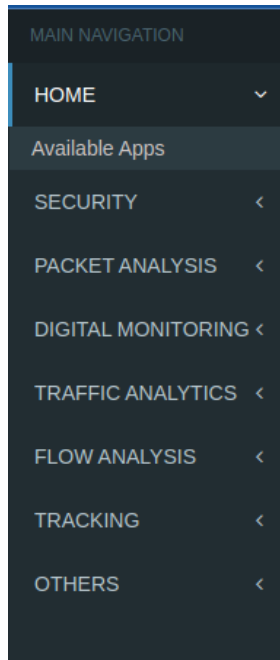 MAIN NAVIGATION
HOME
Available Apps
SECURITY
PACKET ANALYSIS
DIGITAL MONITORING
TRAFFIC ANALYTICS
FLOW ANALYSIS
TRACKING
OTHERS